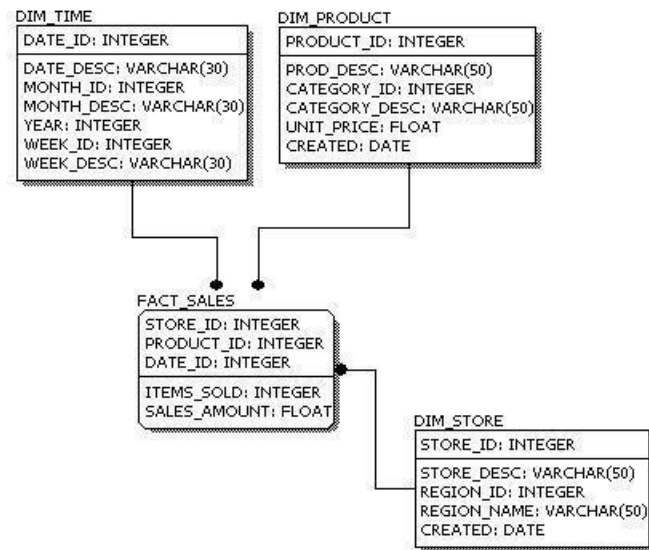 DIM_TIME
DATE_ID: INTEGER
DATE_DESC: VARCHAR(30)
MONTH_ID: INTEGER
MONTH_DESC: VARCHAR(30)
YEAR: INTEGER
WEEK_ID: INTEGER
WEEK_DESC: VARCHAR(30)
DIM_PRODUCT
PRODUCT_ID: INTEGER
PROD_DESC: VARCHAR(50)
CATEGORY_ID: INTEGER
CATEGORY_DESC: VARCHAR(50)
UNIT_PRICE: FLOAT
CREATED: DATE
FACT_SALES
STORE_ID: INTEGER
PRODUCT_ID: INTEGER
DATE_ID: INTEGER
ITEMS_SOLD: INTEGER
SALES_AMOUNT: FLOAT
DIM_STORE
STORE_ID: INTEGER
STORE_DESC: VARCHAR(50)
REGION_ID: INTEGER
REGION_NAME: VARCHAR(50)
CREATED: DATE